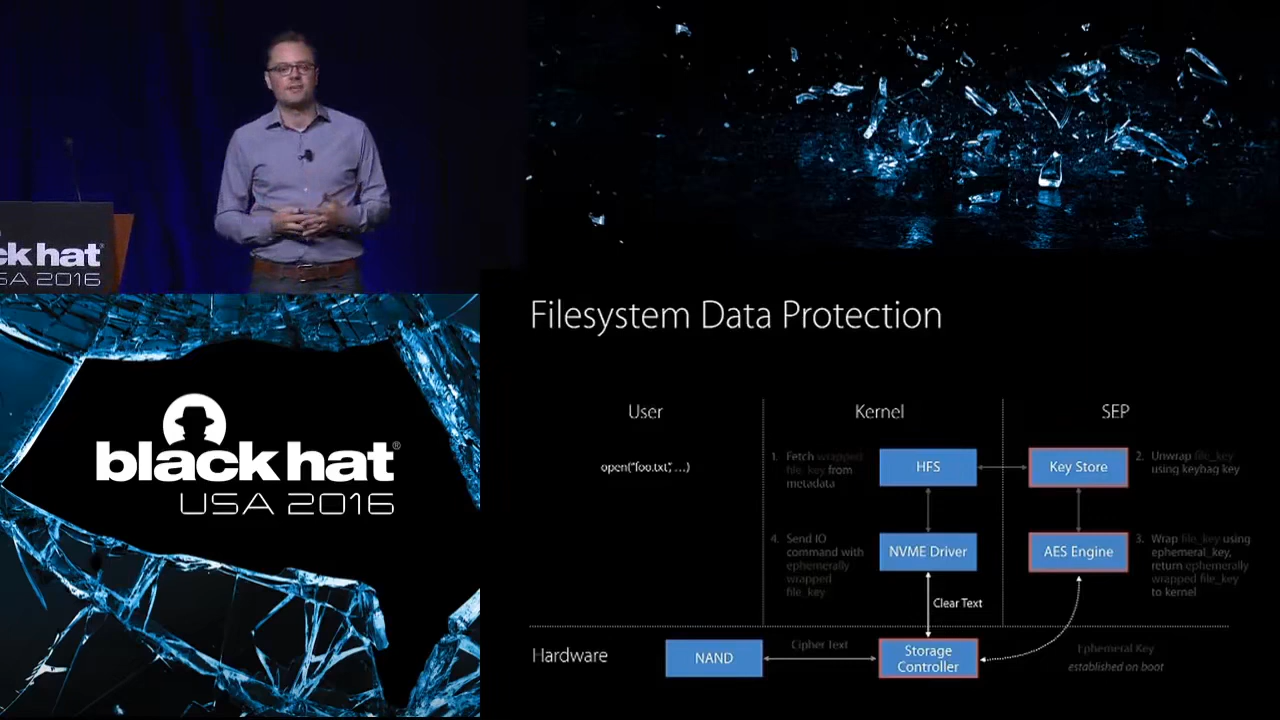 ck hat
SA 2016
black hat®
USA 2016
Filesystem Data Protection
User
Kernel
SEP
open("foo.txt", ...)
1. Fetch wrapped
file_key from
metadata
HFS
Key Store
2. Unwrap file_key
using keybag key
4. Send IO
command with
ephemerally
wrapped
file_key
NVME Driver
AES Engine
3. Wrap file_key using
ephemeral_key,
return ephemerally
wrapped file_key
to kernel
Clear Text
Hardware
NAND
Cipher Text
Storage
Controller
Ephemeral Key
established on boot